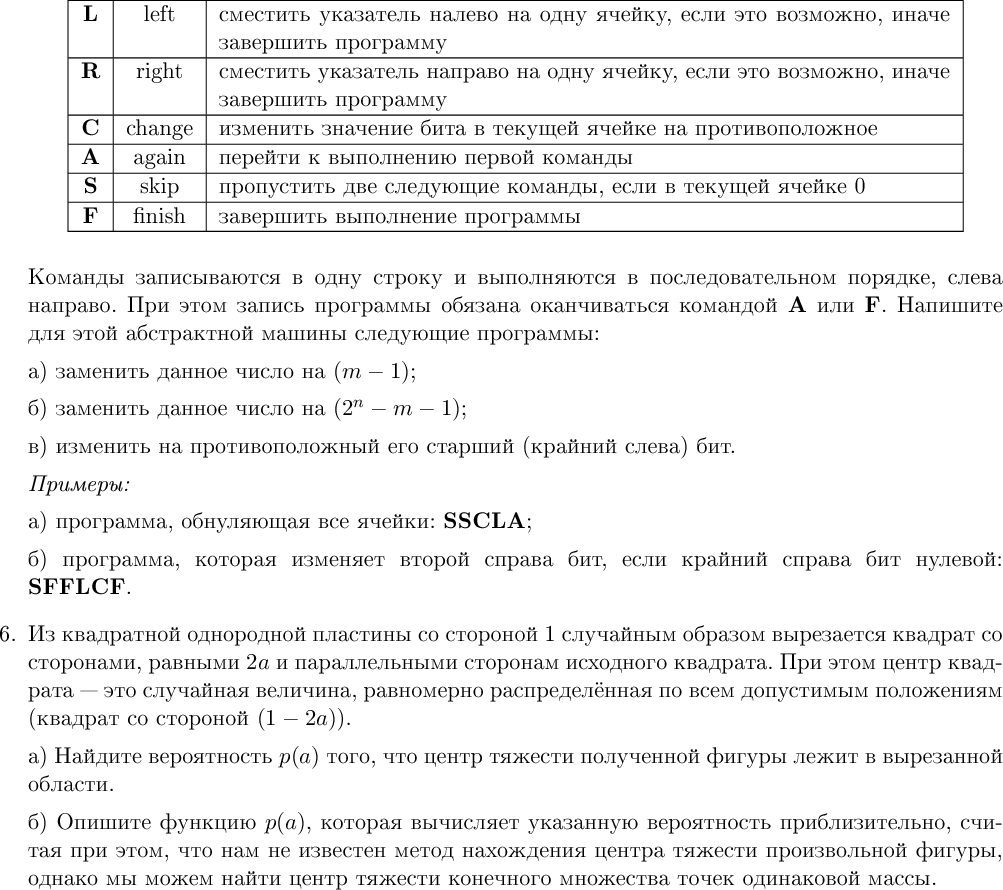 L left сместить указатель налево на одну ячейку, если это возможно, иначе
завершить программу
R right сместить указатель направо на одну ячейку, если это возможно, иначе
завершить программу
C change изменить значение бита в текущей ячейке на противоположное
A again перейти к выполнению первой команды
S skip пропустить две следующие команды, если в текущей ячейке 0
F finish завершить выполнение программы
Команды записываются в одну строку и выполняются в последовательном порядке, слева
направо. При этом запись программы обязана оканчиваться командой A или F. Напишите
для этой абстрактной машины следующие программы:
а) заменить данное число на (m − 1);
б) заменить данное число на (2ⁿ − m − 1);
в) изменить на противоположный его старший (крайний слева) бит.
Примеры:
а) программа, обнуляющая все ячейки: SSCLA;
б) программа, которая изменяет второй справа бит, если крайний справа бит нулевой:
SFFLCF.
6. Из квадратной однородной пластины со стороной 1 случайным образом вырезается квадрат со
сторонами, равными 2a и параллельными сторонам исходного квадрата. При этом центр квад-
рата — это случайная величина, равномерно распределённая по всем допустимым положениям
(квадрат со стороной (1 − 2a)).
а) Найдите вероятность p(a) того, что центр тяжести полученной фигуры лежит в вырезанной
области.
б) Опишите функцию p(a), которая вычисляет указанную вероятность приблизительно, счи-
тая при этом, что нам не известен метод нахождения центра тяжести произвольной фигуры,
однако мы можем найти центр тяжести конечного множества точек одинаковой массы.